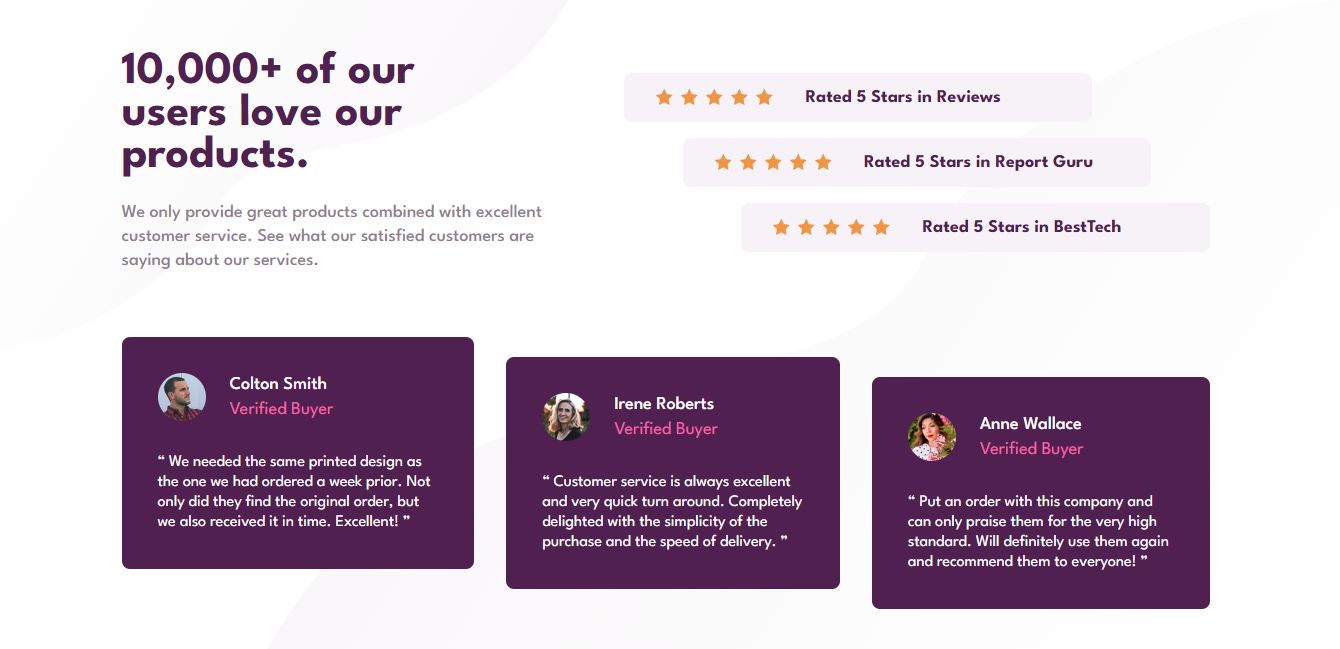 10,000+ of our
users love our
products.
We only provide great products combined with excellent
customer service. See what our satisfied customers are
saying about our services.
Rated 5 Stars in Reviews
Rated 5 Stars in Report Guru
Rated 5 Stars in BestTech
Colton Smith
Verified Buyer
“ We needed the same printed design as
the one we had ordered a week prior. Not
only did they find the original order, but
we also received it in time. Excellent! ”
Irene Roberts
Verified Buyer
“ Customer service is always excellent
and very quick turn around. Completely
delighted with the simplicity of the
purchase and the speed of delivery. ”
Anne Wallace
Verified Buyer
“ Put an order with this company and
can only praise them for the very high
standard. Will definitely use them again
and recommend them to everyone! ”